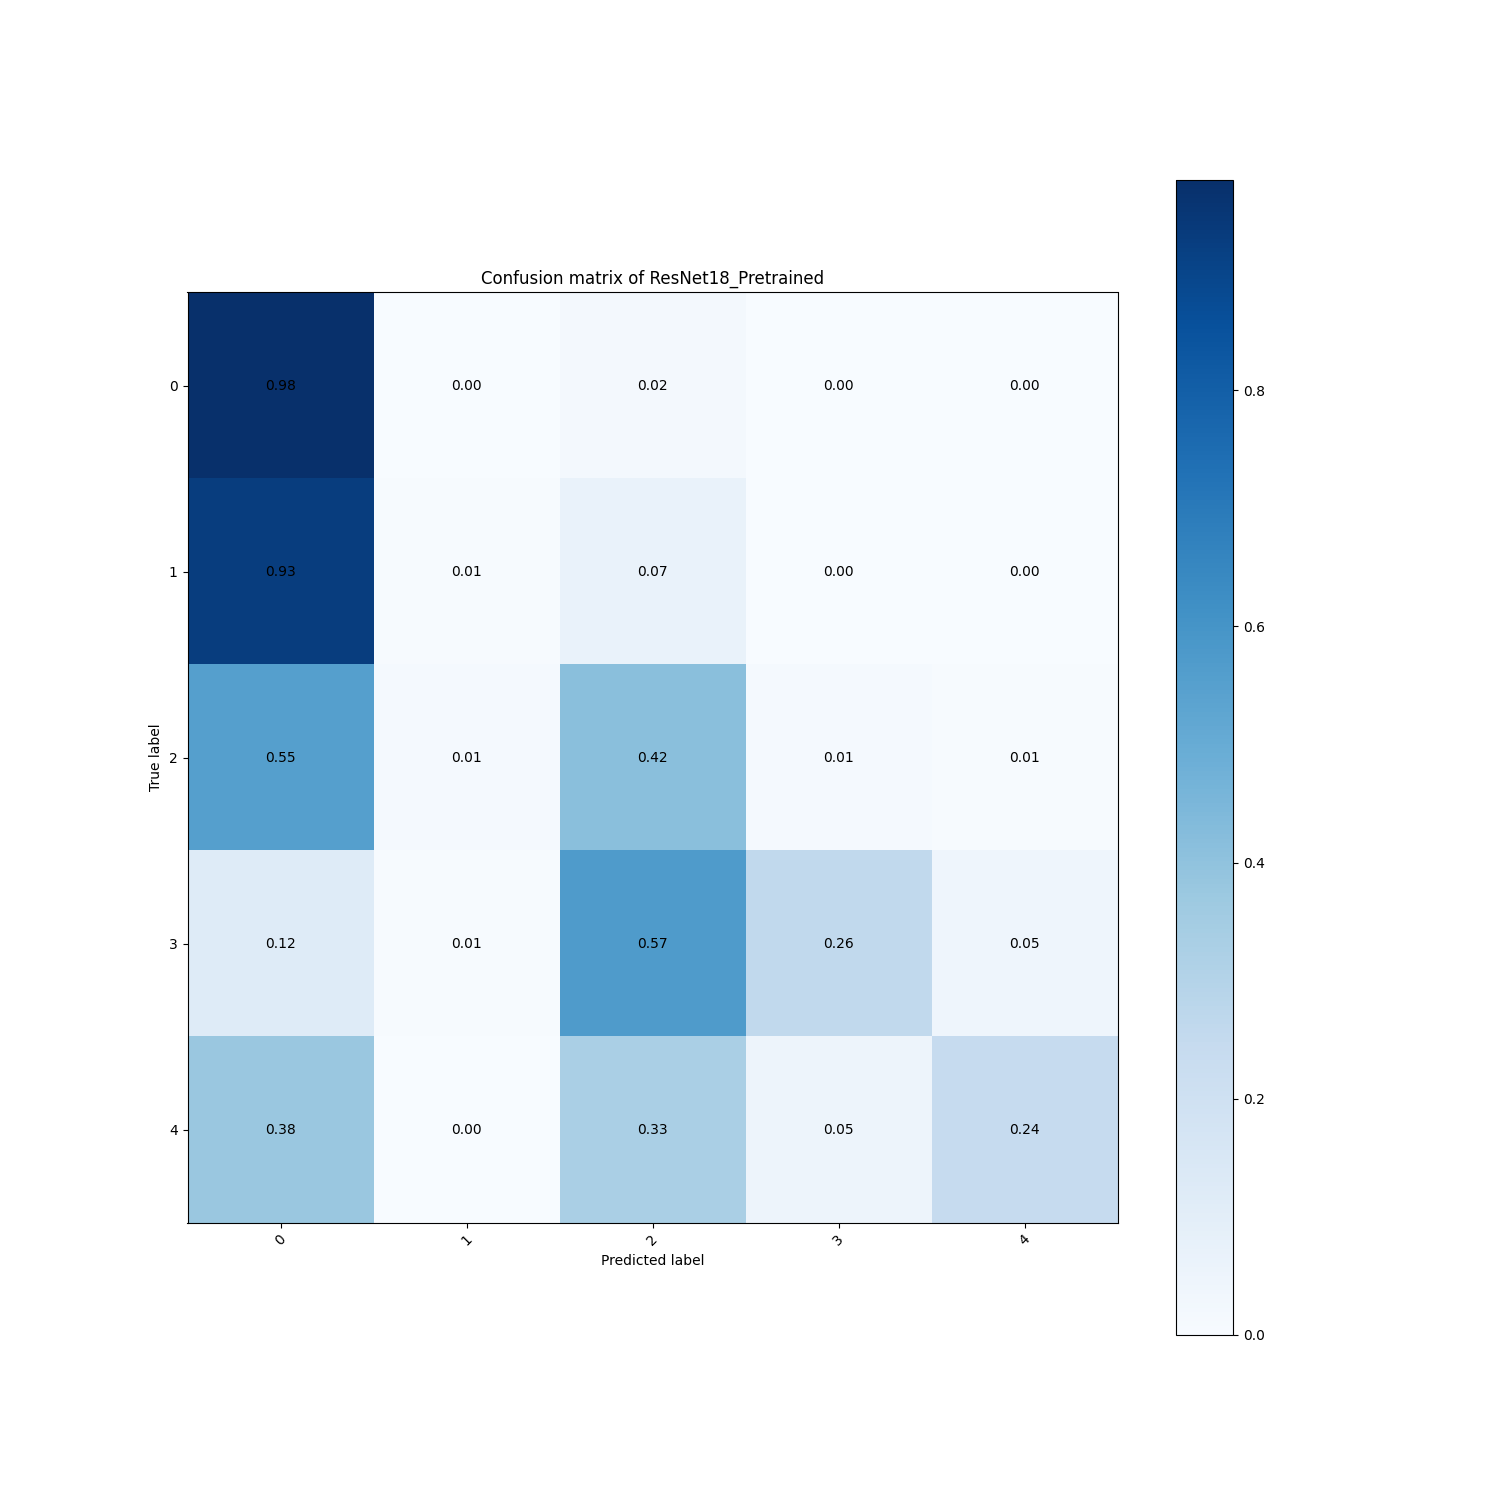 Confusion matrix of ResNet18_Pretrained
0 0.98 0.00 0.02 0.00 0.00
1 0.93 0.01 0.07 0.00 0.00
2 0.55 0.01 0.42 0.01 0.01
3 0.12 0.01 0.57 0.26 0.05
4 0.38 0.00 0.33 0.05 0.24
0 1 2 3 4
True label
Predicted label
0.8
0.6
0.4
0.2
0.0